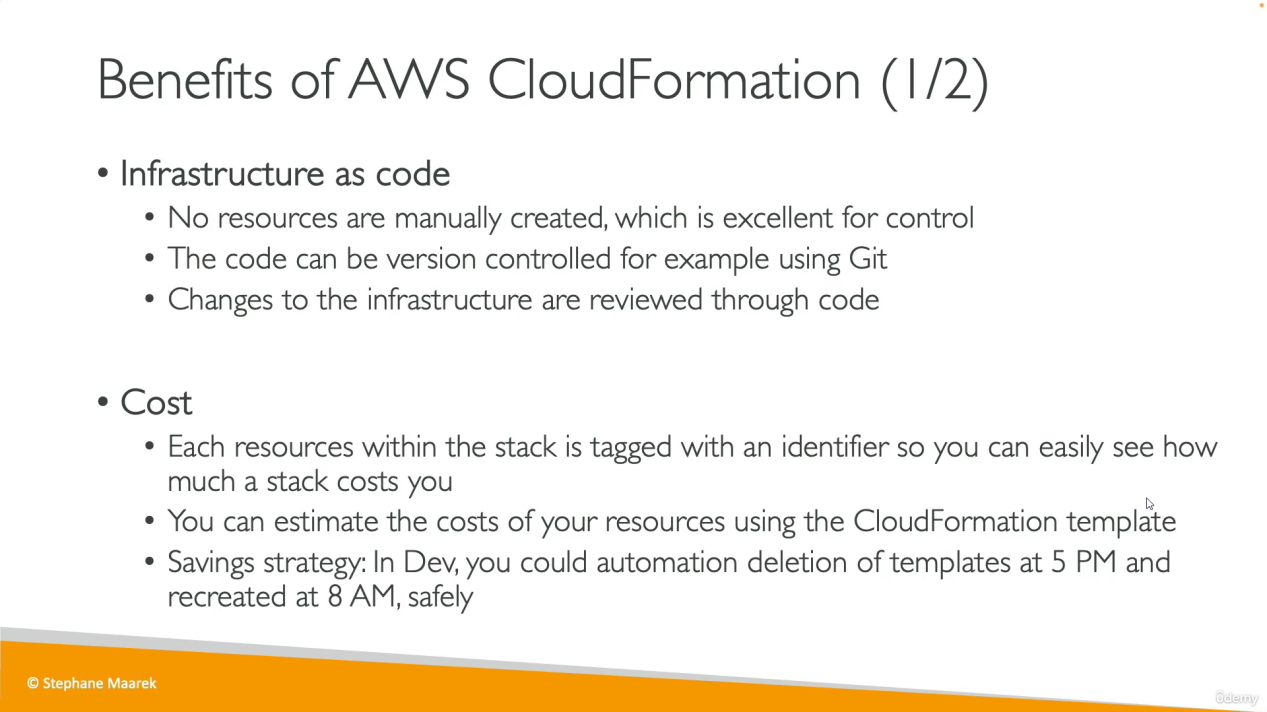 Benefits of AWS CloudFormation (1/2)
• Infrastructure as code
• No resources are manually created, which is excellent for control
• The code can be version controlled for example using Git
• Changes to the infrastructure are reviewed through code
• Cost
• Each resources within the stack is tagged with an identifier so you can easily see how
much a stack costs you
• You can estimate the costs of your resources using the CloudFormation template
• Savings strategy: In Dev, you could automation deletion of templates at 5 PM and
recreated at 8 AM, safely
© Stephane Maarek
ûdemy